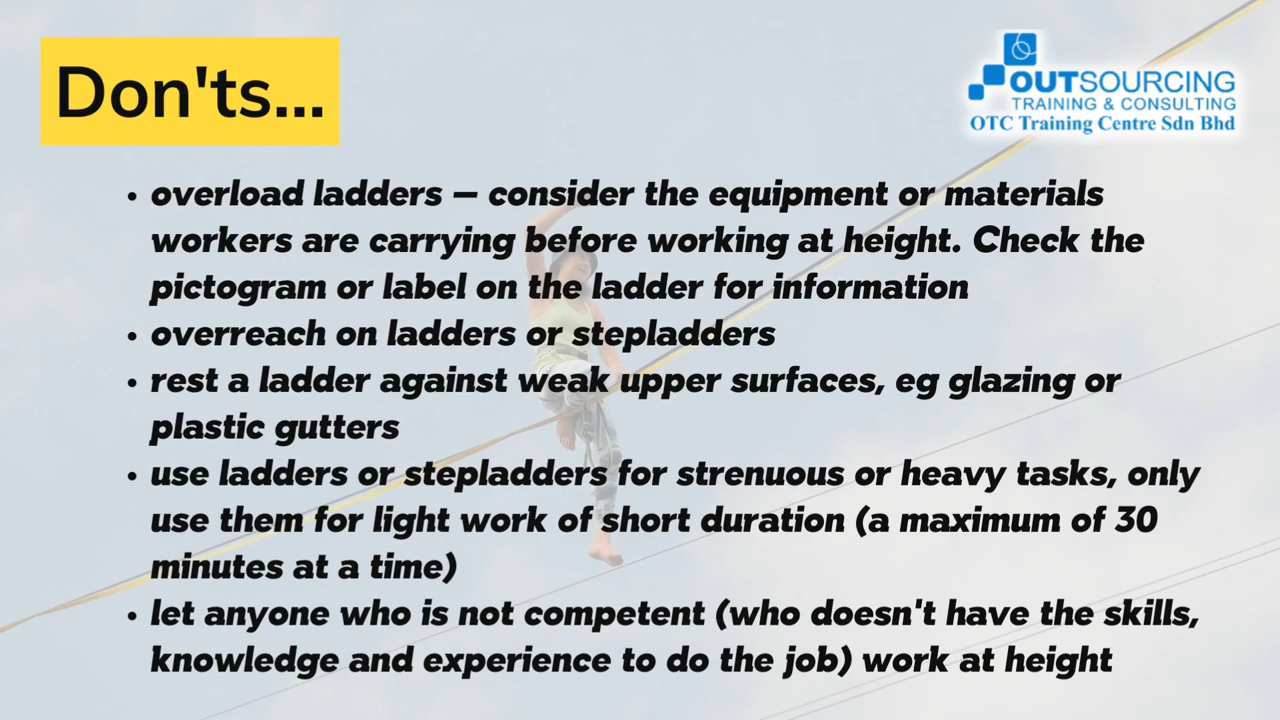 Don'ts...
OUTSOURCING
TRAINING & CONSULTING
OTC Training Centre Sdn Bhd
• overload ladders – consider the equipment or materials
workers are carrying before working at height. Check the
pictogram or label on the ladder for information
• overreach on ladders or stepladders
• rest a ladder against weak upper surfaces, eg glazing or
plastic gutters
• use ladders or stepladders for strenuous or heavy tasks, only
use them for light work of short duration (a maximum of 30
minutes at a time)
• let anyone who is not competent (who doesn't have the skills,
knowledge and experience to do the job) work at height